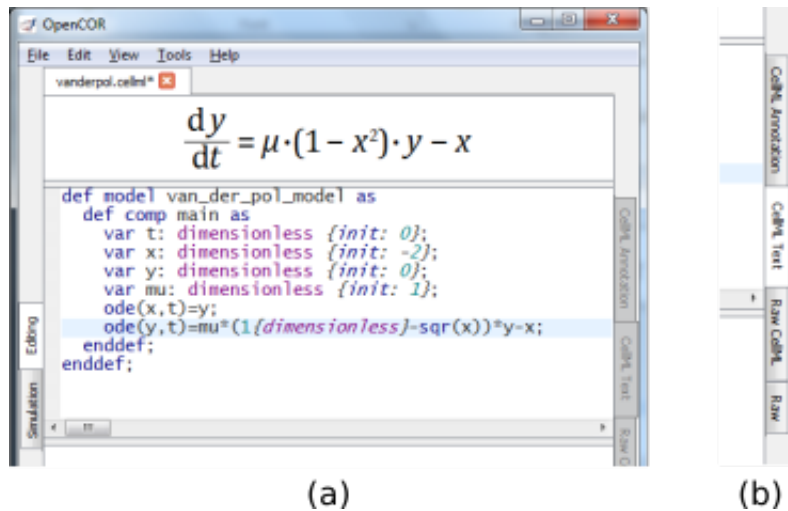 OpenCOR
File Edit View Tools Help
vanderpol.cellml*
dy/dt = μ·(1 − x²)·y − x
def model van_der_pol_model as
def comp main as
var t: dimensionless {init: 0};
var x: dimensionless {init: -2};
var y: dimensionless {init: 0};
var mu: dimensionless {init: 1};
ode(x,t)=y;
ode(y,t)=mu*(1{dimensionless}-sqr(x))*y-x;
enddef;
enddef;
Editing
Simulation
CellML Annotation
CellML Text
Raw C
(a)
CellML Annotation
CellML Text
Raw CellML
Raw
(b)